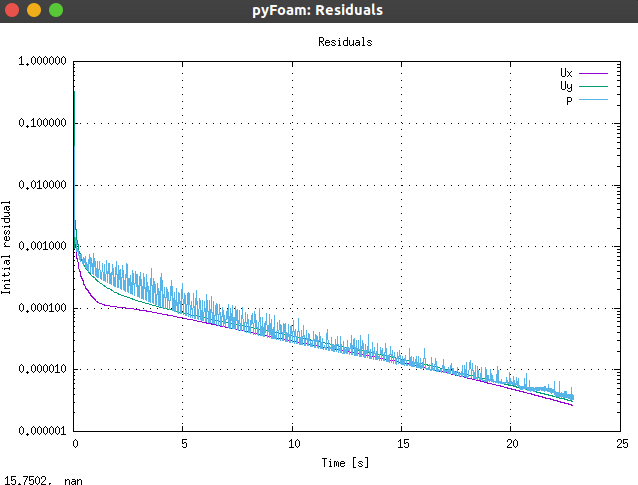 pyFoam: Residuals
Residuals
1.000000
0.100000
0.010000
0.001000
0.000100
0.000010
0.000001
Initial residual
Ux
Uy
p
0 5 10 15 20 25
Time [s]
15.7502, nan